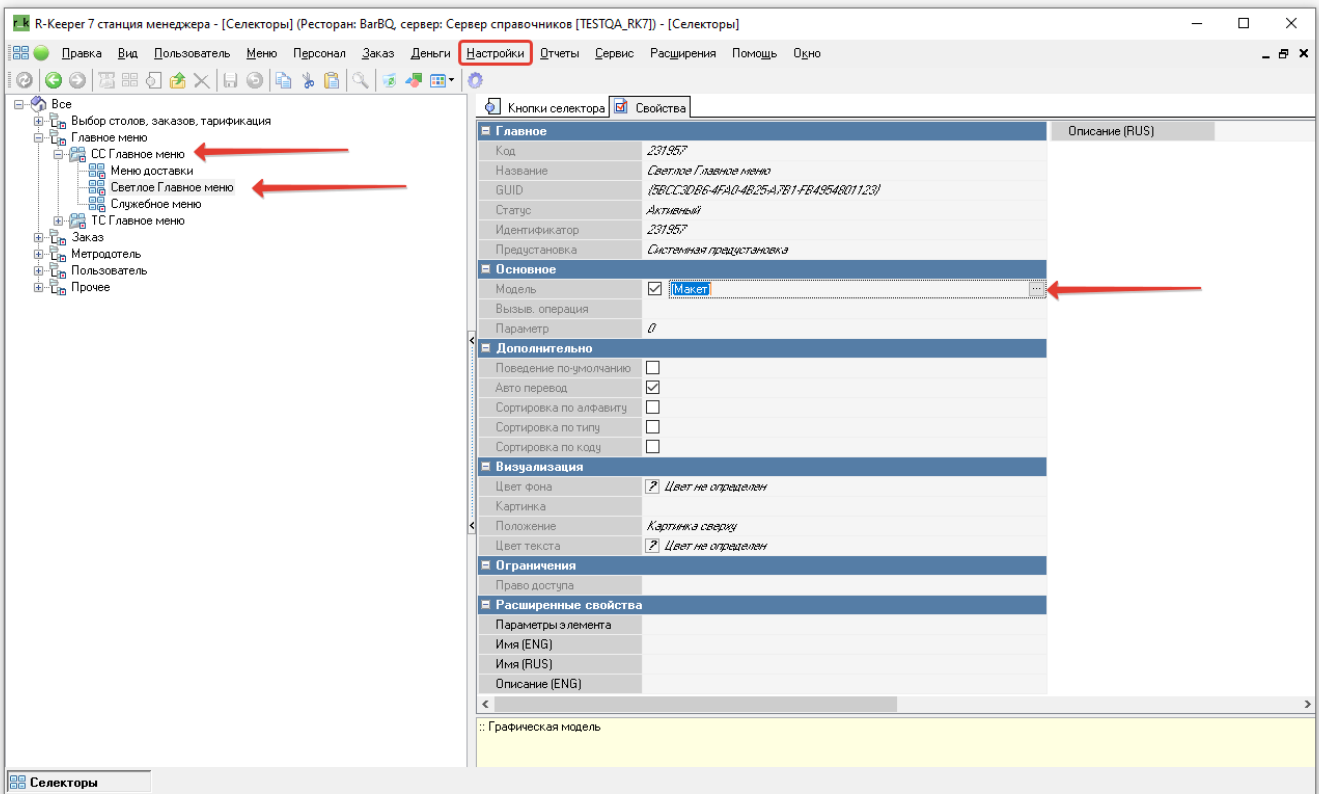 r_k R-Keeper 7 станция менеджера - [Селекторы] (Ресторан: BarBQ, сервер: Сервер справочников [TESTQA_RK7]) - [Селекторы]
Правка Вид Пользователь Меню Персонал Заказ Деньги Настройки Отчеты Сервис Расширения Помощь Окно
Все
Выбор столов, заказов, тарификация
Главное меню
СС Главное меню
Меню доставки
Светлое Главное меню
Служебное меню
ТС Главное меню
Заказ
Метродотель
Пользователь
Прочее
Кнопки селектора Свойства
Главное Описание (RUS)
Код 231957
Название Светлое Главное меню
GUID {5BCC3DB6-4FA0-4B25-A7B1-FB4954801123}
Статус Активный
Идентификатор 231957
Предустановка Системная предустановка
Основное
Модель [Макет] ...
Вызыв. операция
Параметр 0
Дополнительно
Поведение по-умолчанию
Авто перевод
Сортировка по алфавиту
Сортировка по типу
Сортировка по коду
Визуализация
Цвет фона ? Цвет не определен
Картинка
Положение Картинка сверху
Цвет текста ? Цвет не определен
Ограничения
Право доступа
Расширенные свойства
Параметры элемента
Имя (ENG)
Имя (RUS)
Описание (ENG)
:: Графическая модель
Селекторы